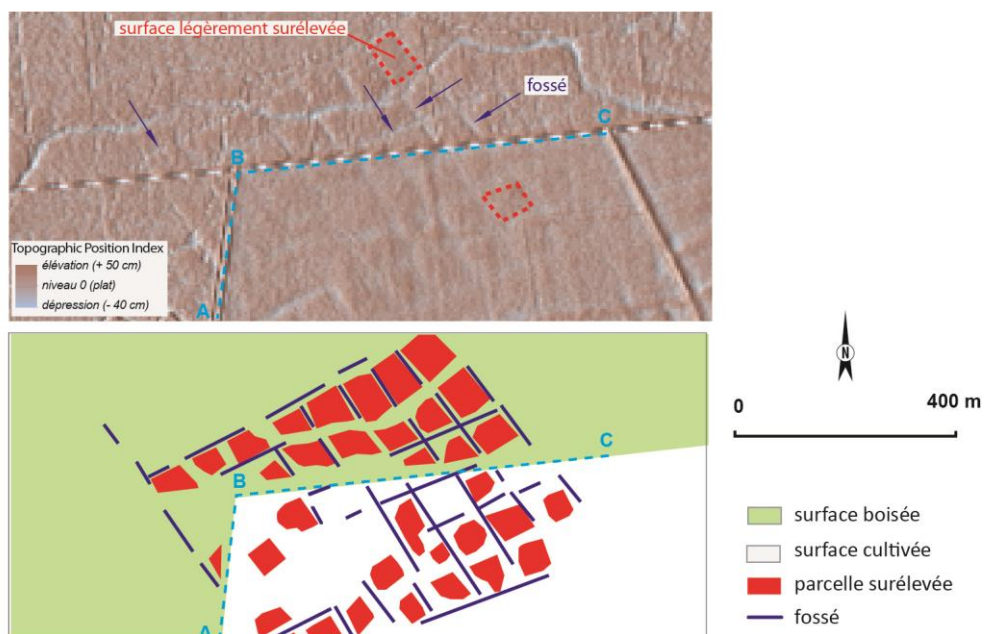 surface légèrement surélevée
fossé
C
B
Topographic Position Index
élévation (+ 50 cm)
niveau 0 (plat)
dépression (- 40 cm)
A
N
0 400 m
C
B
A
surface boisée
surface cultivée
parcelle surélevée
fossé